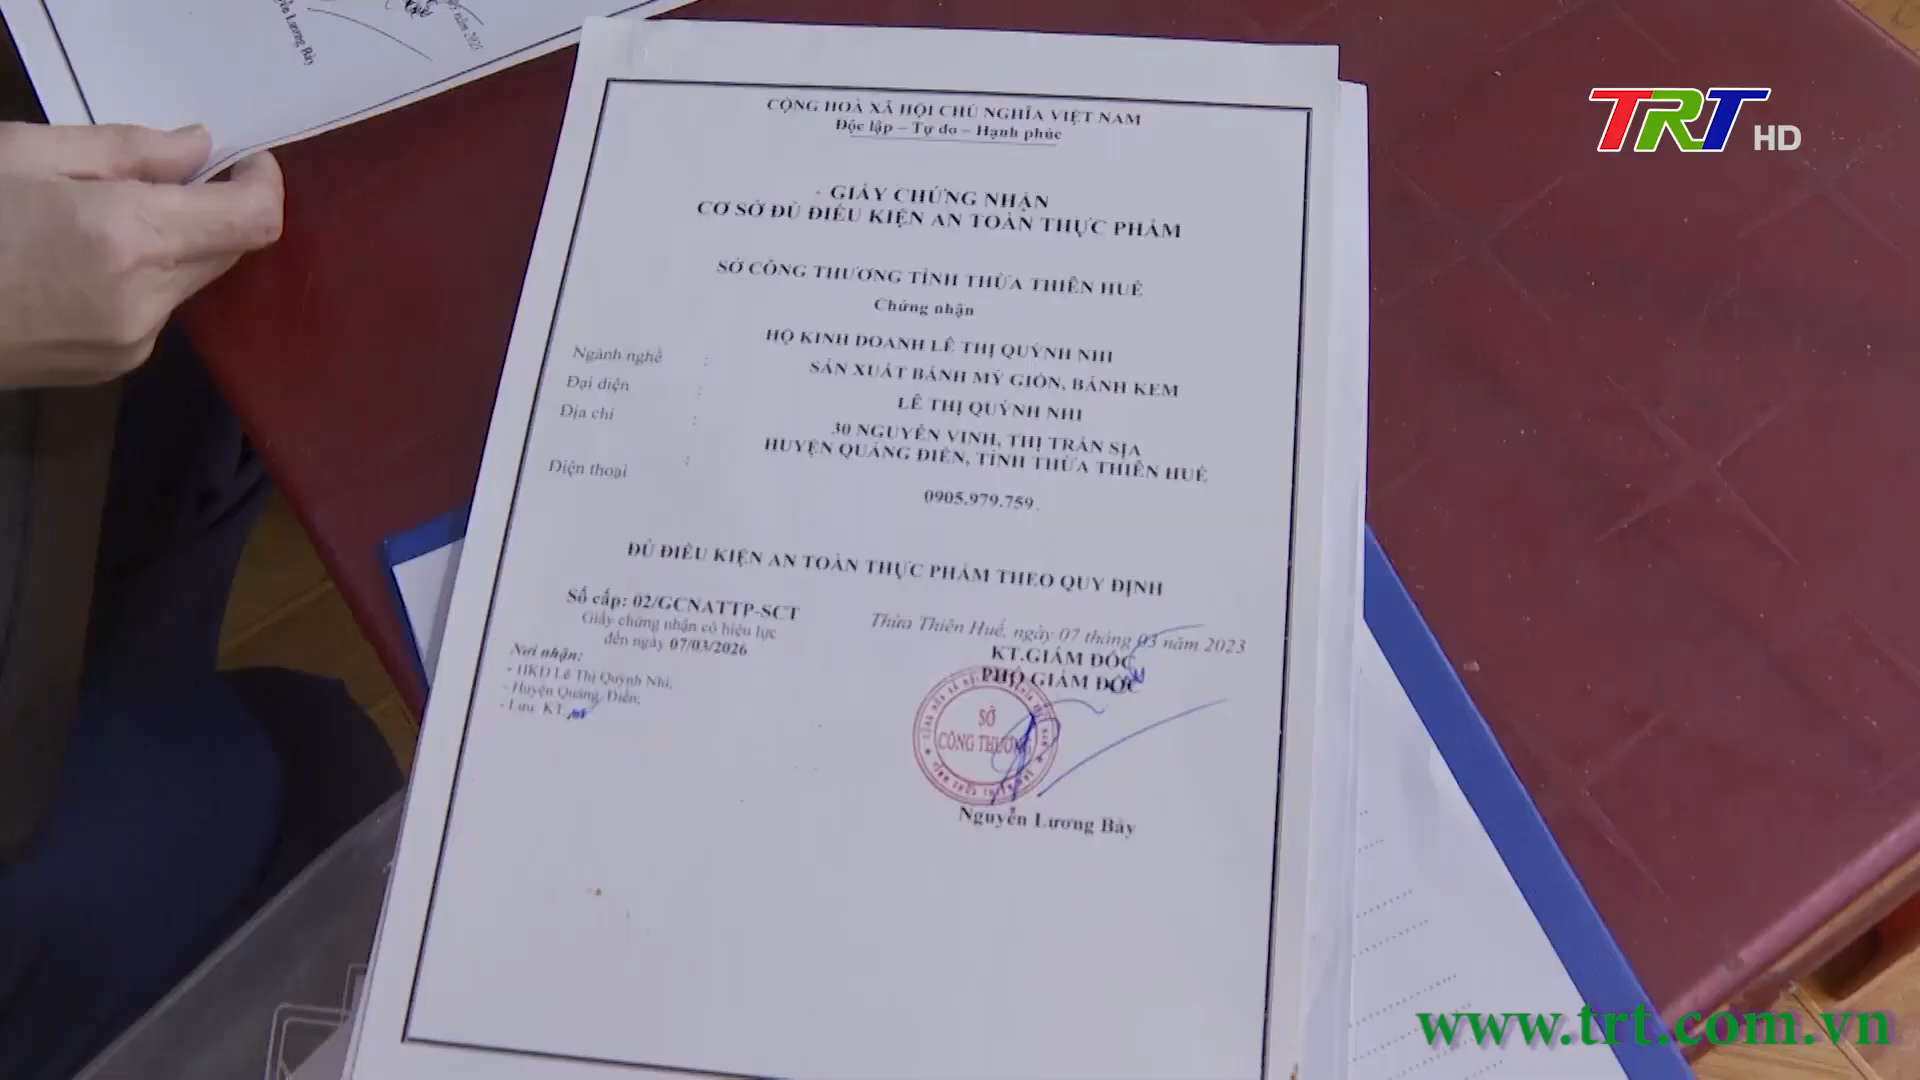 năm 2023
Lương Bảy
TRT HD
CỘNG HOÀ XÃ HỘI CHỦ NGHĨA VIỆT NAM
Độc lập – Tự do – Hạnh phúc
GIẤY CHỨNG NHẬN
CƠ SỞ ĐỦ ĐIỀU KIỆN AN TOÀN THỰC PHẨM
SỞ CÔNG THƯƠNG TỈNH THỪA THIÊN HUẾ
Chứng nhận
HỘ KINH DOANH LÊ THỊ QUỲNH NHI
Ngành nghề : SẢN XUẤT BÁNH MỲ GIÒN, BÁNH KEM
Đại diện : LÊ THỊ QUỲNH NHI
Địa chỉ : 30 NGUYỄN VINH, THỊ TRẤN SỊA
HUYỆN QUẢNG ĐIỀN, TỈNH THỪA THIÊN HUẾ
Điện thoại : 0905.979.759
ĐỦ ĐIỀU KIỆN AN TOÀN THỰC PHẨM THEO QUY ĐỊNH
Số cấp: 02/GCNATTP-SCT
Giấy chứng nhận có hiệu lực
đến ngày 07/03/2026
Nơi nhận:
- HKD Lê Thị Quỳnh Nhi;
- Huyện Quảng Điền;
- Lưu: KT.
Thừa Thiên Huế, ngày 07 tháng 03 năm 2023
KT.GIÁM ĐỐC
PHÓ GIÁM ĐỐC
SỞ
CÔNG THƯƠNG
Nguyễn Lương Bảy
www.trt.com.vn